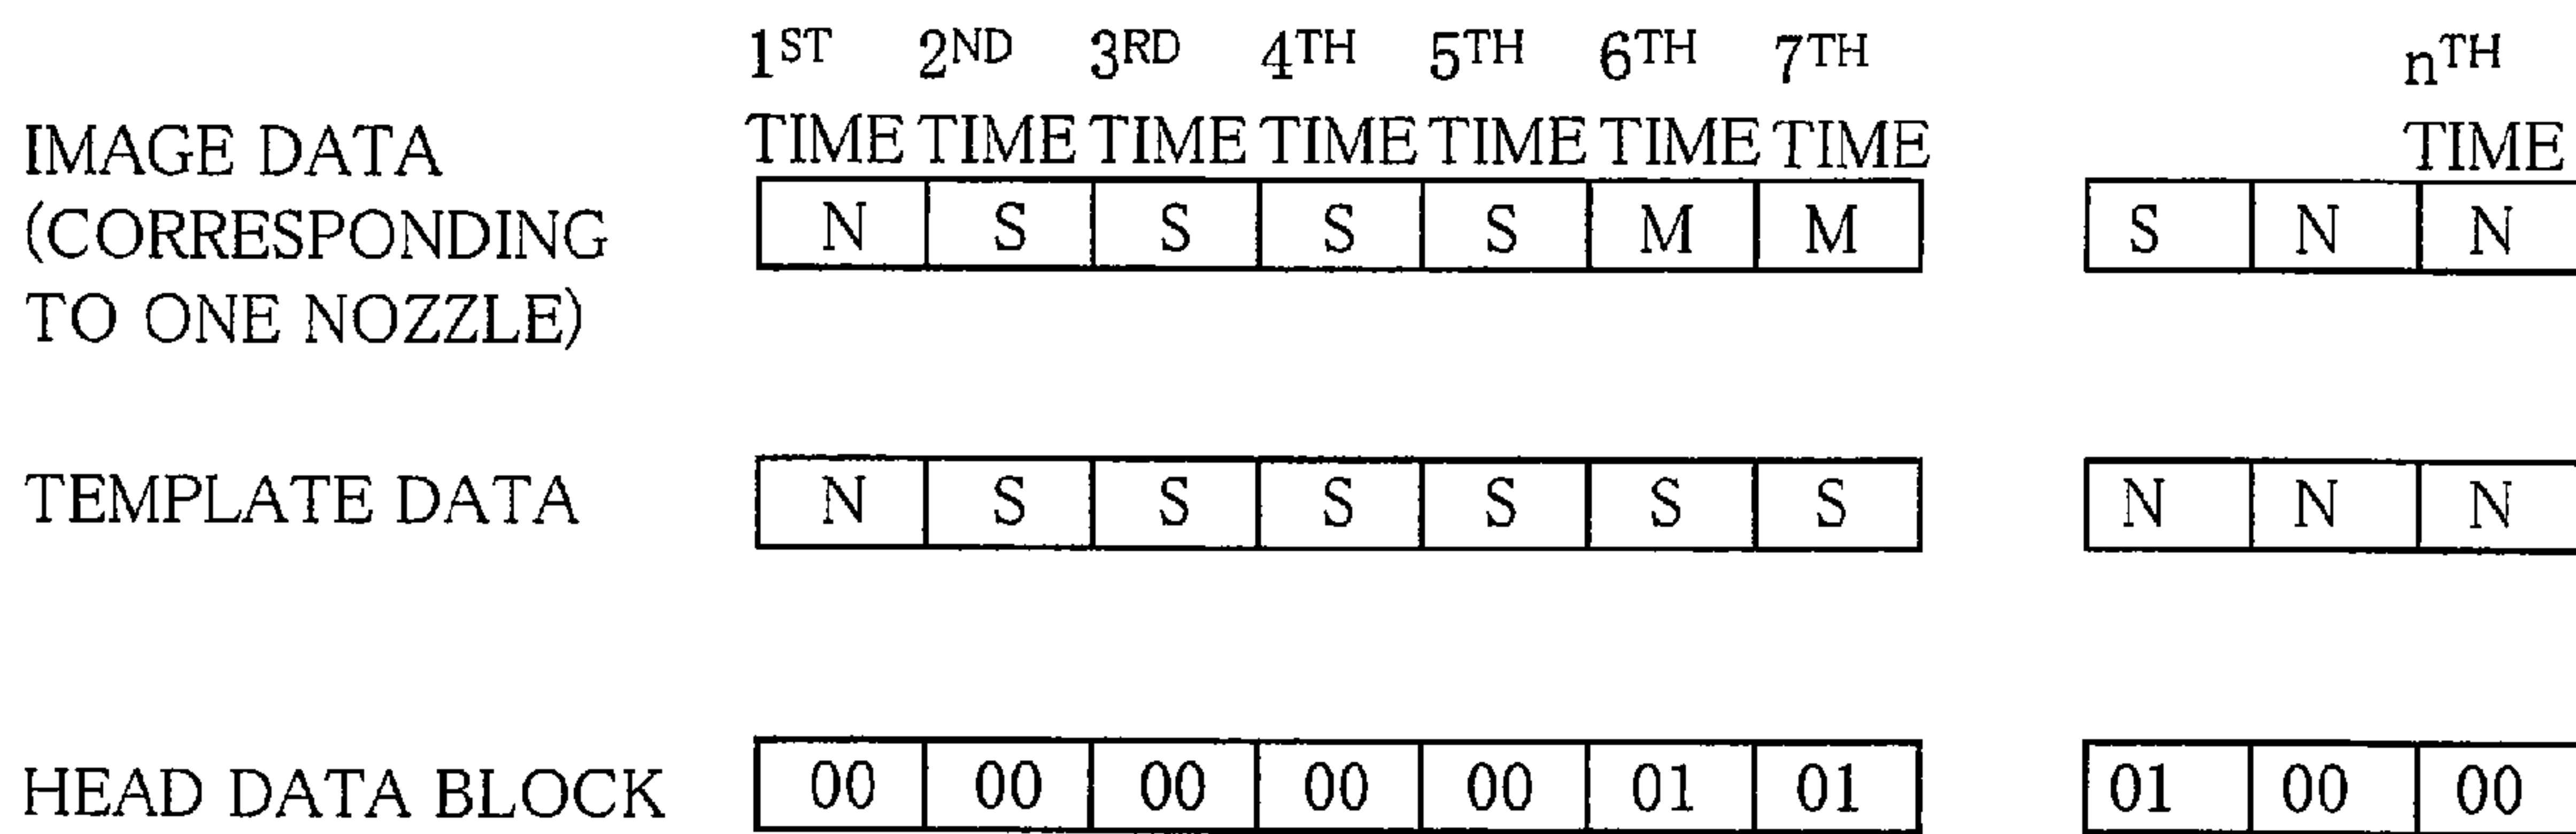 1ST 2ND 3RD 4TH 5TH 6TH 7TH nTH
TIME TIME TIME TIME TIME TIME TIME TIME
IMAGE DATA
(CORRESPONDING
TO ONE NOZZLE)
N S S S S M M S N N
TEMPLATE DATA N S S S S S S N N N
HEAD DATA BLOCK 00 00 00 00 00 01 01 01 00 00